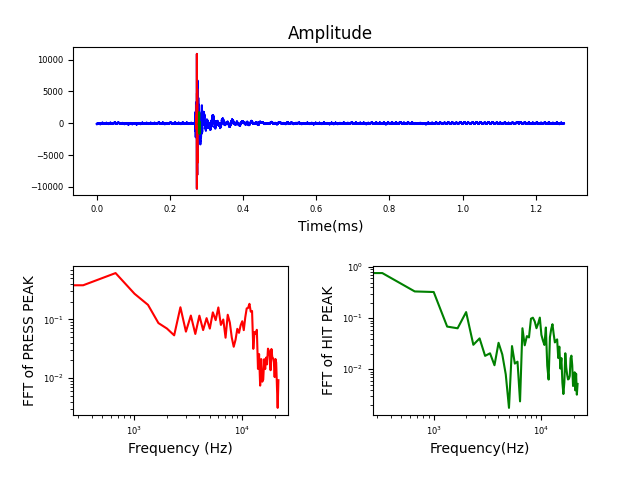 Amplitude
10000
5000
0
−5000
−10000
0.0 0.2 0.4 0.6 0.8 1.0 1.2
Time(ms)
FFT of PRESS PEAK
10⁻¹
10⁻²
10³ 10⁴
Frequency (Hz)
FFT of HIT PEAK
10⁰
10⁻¹
10⁻²
10³ 10⁴
Frequency(Hz)